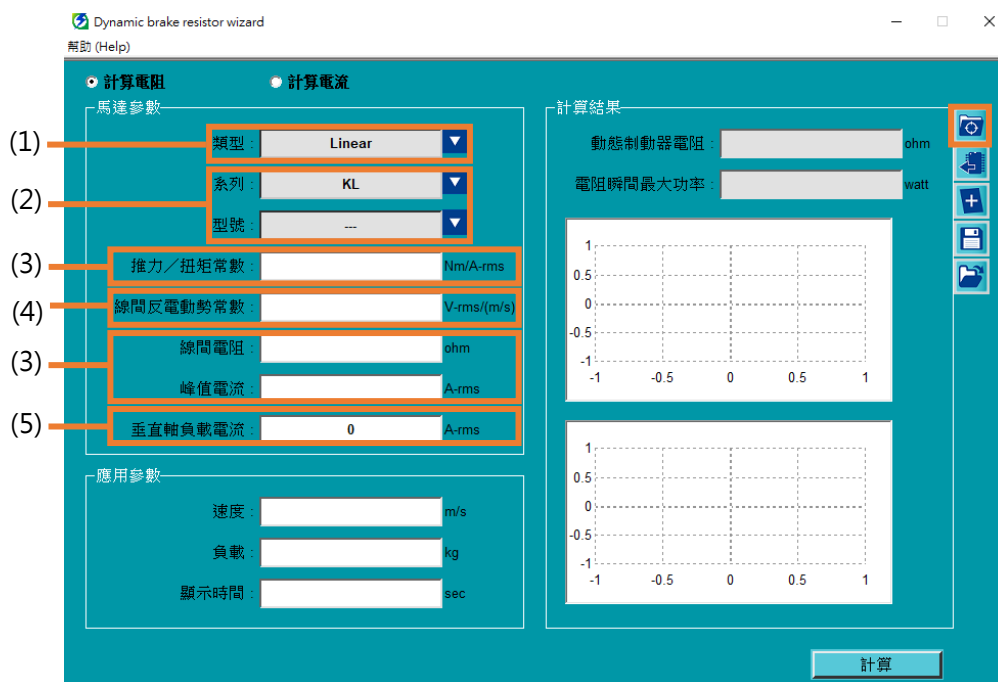 Dynamic brake resistor wizard
幫助 (Help)
計算電阻
計算電流
馬達參數
(1)
類型 :
Linear
(2)
系列 :
KL
型號 :
---
(3)
推力／扭矩常數 :
Nm/A-rms
(4)
線間反電動勢常數 :
V-rms/(m/s)
(3)
線間電阻 :
ohm
峰值電流 :
A-rms
(5)
垂直軸負載電流 :
0
A-rms
應用參數
速度 :
m/s
負載 :
kg
顯示時間 :
sec
計算結果
動態制動器電阻 :
ohm
電阻瞬間最大功率 :
watt
1
0.5
0
-0.5
-1
-1 -0.5 0 0.5 1
1
0.5
0
-0.5
-1
-1 -0.5 0 0.5 1
計算